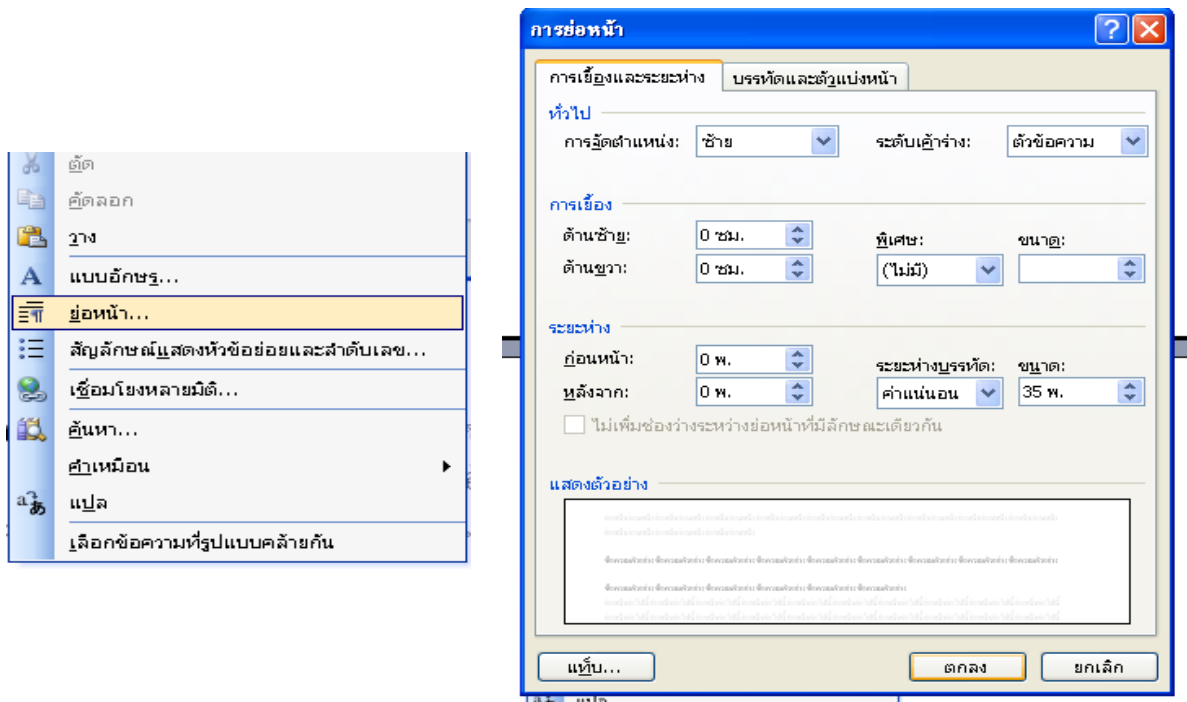 ตัด
คัดลอก
วาง
แบบอักษร...
ย่อหน้า...
สัญลักษณ์แสดงหัวข้อย่อยและลำดับเลข...
เชื่อมโยงหลายมิติ...
ค้นหา...
คำเหมือน
แปล
เลือกข้อความที่รูปแบบคล้ายกัน
การย่อหน้า
การเยื้องและระยะห่าง บรรทัดและตัวแบ่งหน้า
ทั่วไป
การจัดตำแหน่ง: ซ้าย ระดับเค้าร่าง: ตัวข้อความ
การเยื้อง
ด้านซ้าย: 0 ซม. พิเศษ: ขนาด:
ด้านขวา: 0 ซม. (ไม่มี)
ระยะห่าง
ก่อนหน้า: 0 พ. ระยะห่างบรรทัด: ขนาด:
หลังจาก: 0 พ. ค่าแน่นอน 35 พ.
ไม่เพิ่มช่องว่างระหว่างย่อหน้าที่มีลักษณะเดียวกัน
แสดงตัวอย่าง
แท็บ... ตกลง ยกเลิก